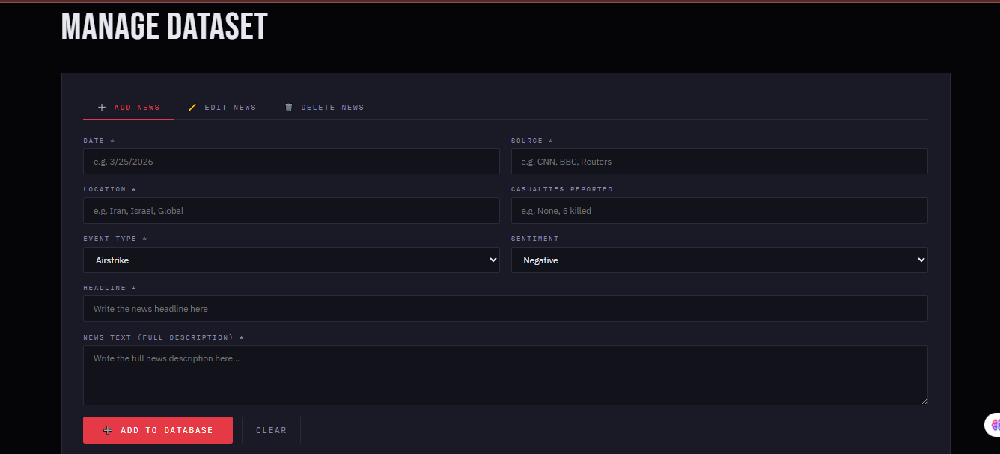 MANAGE DATASET
ADD NEWS EDIT NEWS DELETE NEWS
DATE * SOURCE *
e.g. 3/25/2026 e.g. CNN, BBC, Reuters
LOCATION * CASUALTIES REPORTED
e.g. Iran, Israel, Global e.g. None, 5 killed
EVENT TYPE * SENTIMENT
Airstrike Negative
HEADLINE *
Write the news headline here
NEWS TEXT (FULL DESCRIPTION) *
Write the full news description here...
ADD TO DATABASE CLEAR